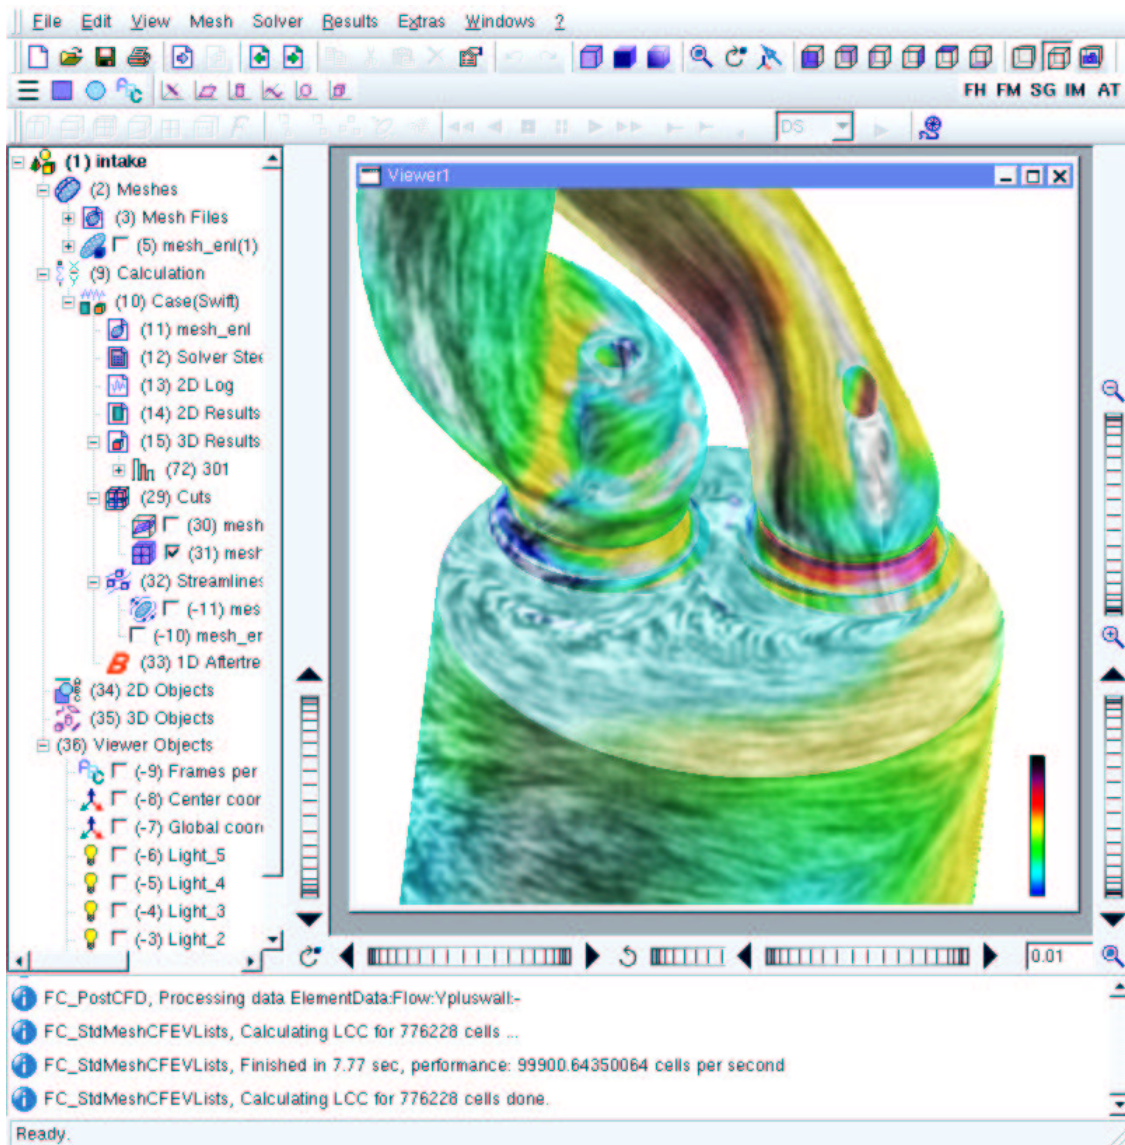 File Edit View Mesh Solver Results Extras Windows ?
FH FM SG IM AT
DS
(1) intake
(2) Meshes
(3) Mesh Files
(5) mesh_enl(1)
(9) Calculation
(10) Case(Swift)
(11) mesh_enl
(12) Solver Stee
(13) 2D Log
(14) 2D Results
(15) 3D Results
(72) 301
(29) Cuts
(30) mesh
(31) mesh
(32) Streamlines
(-11) mes
(-10) mesh_er
(33) 1D Aftertre
(34) 2D Objects
(35) 3D Objects
(36) Viewer Objects
(-9) Frames per
(-8) Center coor
(-7) Global coor
(-6) Light_5
(-5) Light_4
(-4) Light_3
(-3) Light_2
Viewer1
0.01
FC_PostCFD, Processing data ElementData:Flow:Ypluswall:-
FC_StdMeshCFEVLists, Calculating LCC for 776228 cells ...
FC_StdMeshCFEVLists, Finished in 7.77 sec, performance: 99900.64350064 cells per second
FC_StdMeshCFEVLists, Calculating LCC for 776228 cells done.
Ready.